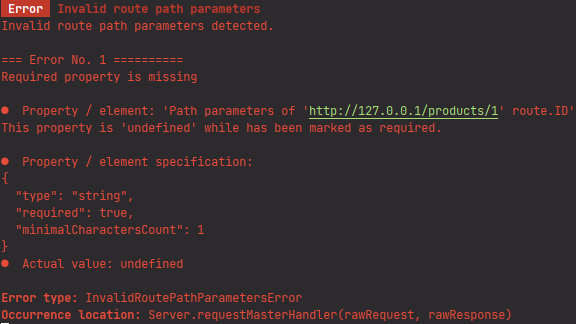 Error Invalid route path parameters
Invalid route path parameters detected.
=== Error No. 1 ==========
Required property is missing
● Property / element: 'Path parameters of 'http://127.0.0.1/products/1' route.ID'
This property is 'undefined' while has been marked as required.
● Property / element specification:
{
  "type": "string",
  "required": true,
  "minimalCharactersCount": 1
}
● Actual value: undefined
Error type: InvalidRoutePathParametersError
Occurrence location: Server.requestMasterHandler(rawRequest, rawResponse)